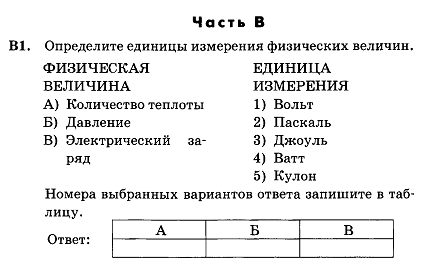 Часть В
В1. Определите единицы измерения физических величин.
ФИЗИЧЕСКАЯ ЕДИНИЦА
ВЕЛИЧИНА ИЗМЕРЕНИЯ
А) Количество теплоты 1) Вольт
Б) Давление 2) Паскаль
В) Электрический за- 3) Джоуль
ряд 4) Ватт
5) Кулон
Номера выбранных вариантов ответа запишите в таб-
лицу.
Ответ: А Б В